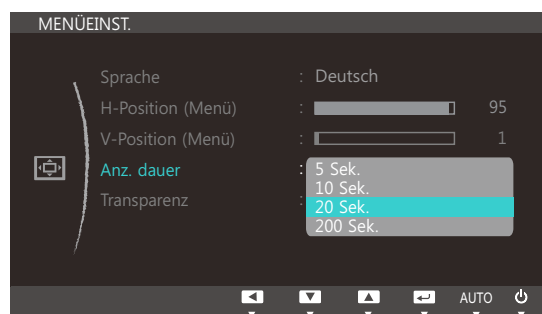 MENÜEINST.
Sprache : Deutsch
H-Position (Menü) : 95
V-Position (Menü) : 1
Anz. dauer : 5 Sek.
10 Sek.
Transparenz : 20 Sek.
200 Sek.
AUTO